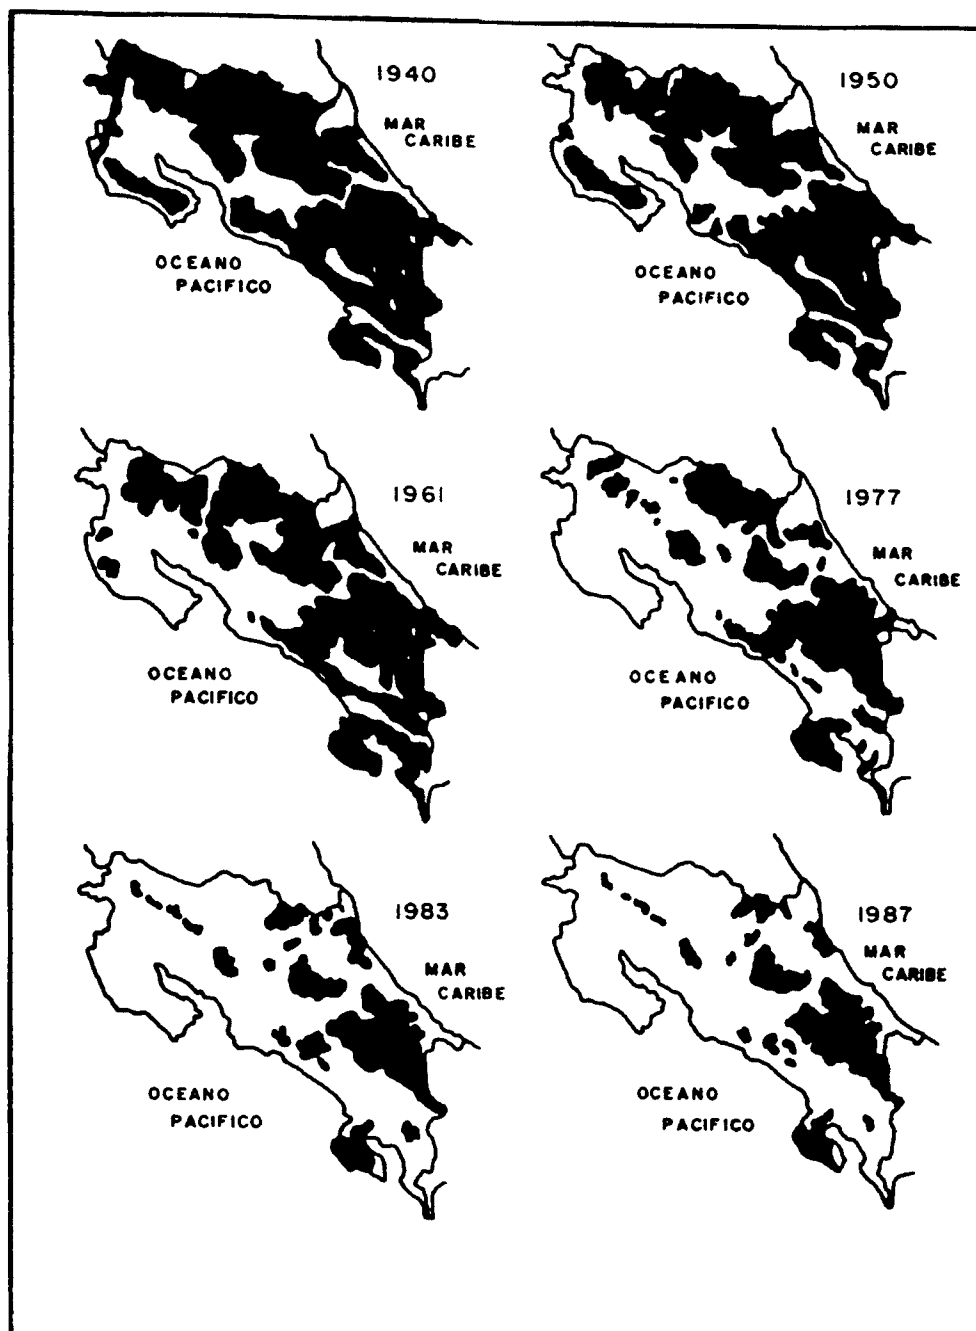 1940
MAR
CARIBE
OCEANO
PACIFICO
1950
MAR
CARIBE
OCEANO
PACIFICO
1961
MAR
CARIBE
OCEANO
PACIFICO
1977
MAR
CARIBE
OCEANO
PACIFICO
1983
MAR
CARIBE
OCEANO
PACIFICO
1987
MAR
CARIBE
OCEANO
PACIFICO